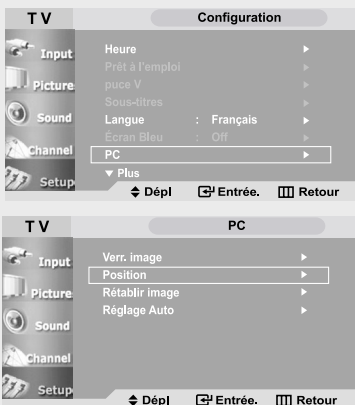 TV Configuration
Input
Picture
Sound
Channel
Setup
Heure ►
Prêt à l'emploi ►
puce V ►
Sous-titres ►
Langue : Français ►
Écran Bleu : Off ►
PC ►
▼ Plus
Dépl Entrée. Retour
TV PC
Input
Picture
Sound
Channel
Setup
Verr. image ►
Position ►
Rétablir image ►
Réglage Auto ►
Dépl Entrée. Retour